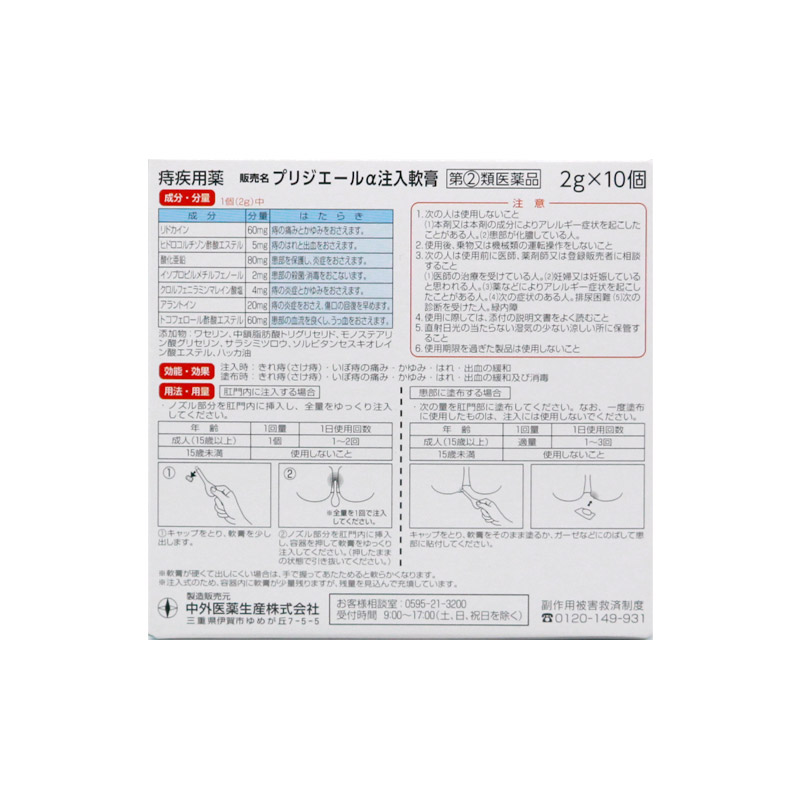 痔疾用薬 販売名 プリジエールα注入軟膏 指定②類医薬品 2g×10個
成分・分量 1個(2g)中
成分 分量 はたらき
リドカイン 60mg 痔の痛みとかゆみをおさえます。
ヒドロコルチゾン酢酸エステル 5mg 痔のはれと出血をおさえます。
酸化亜鉛 80mg 患部を保護し、炎症をおさえます。
イソプロピルメチルフェノール 2mg 患部の殺菌・消毒をおこないます。
クロルフェニラミンマレイン酸塩 4mg 痔の炎症とかゆみをおさえます。
アラントイン 20mg 痔の炎症をおさえ、傷口の回復を早めます。
トコフェロール酢酸エステル 60mg 患部の血流を良くし、うっ血をおさえます。
添加物:ワセリン、中鎖脂肪酸トリグリセリド、モノステアリ
ン酸グリセリン、サラシミツロウ、ソルビタンセスキオレイ
ン酸エステル、ハッカ油
注意
1.次の人は使用しないこと
(1)本剤又は本剤の成分によりアレルギー症状を起こした
ことがある人。(2)患部が化膿している人。
2.使用後、乗物又は機械類の運転操作をしないこと
3.次の人は使用前に医師、薬剤師又は登録販売者に相談
すること
(1)医師の治療を受けている人。(2)妊婦又は妊娠している
と思われる人。(3)薬などによりアレルギー症状を起こし
たことがある人。(4)次の症状のある人。排尿困難(5)次の
診断を受けた人。緑内障
4.使用に際しては、添付の説明文書をよく読むこと
5.直射日光の当たらない湿気の少ない涼しい所に保管す
ること
6.使用期限を過ぎた製品は使用しないこと
効能・効果 注入時:きれ痔(さけ痔)・いぼ痔の痛み・かゆみ・はれ・出血の緩和
塗布時:きれ痔(さけ痔)・いぼ痔の痛み・かゆみ・はれ・出血の緩和及び消毒
用法・用量 肛門内に注入する場合
・ノズル部分を肛門内に挿入し、全量をゆっくり注入
してください。
年齢 1回量 1日使用回数
成人(15歳以上) 1個 1~2回
15歳未満 使用しないこと
①
②
※全量を1回で注入
してください。
①キャップをとり、軟膏を少し
出します。
②ノズル部分を肛門内に挿入
し、容器を押して軟膏をゆっくり
注入してください。(押したまま
の状態で引き抜いてください。)
患部に塗布する場合
・次の量を肛門部に塗布してください。なお、一度塗布
に使用したものは、注入には使用しないでください。
年齢 1回量 1日使用回数
成人(15歳以上) 適量 1~3回
15歳未満 使用しないこと
キャップをとり、軟膏をそのまま塗るか、ガーゼなどにのばして患
部に貼付してください。
※軟膏が硬くて出しにくい場合は、手で握ってあたためると軟らかくなります。
※注入式のため、容器内に軟膏が少量残りますが、残量を見込んで充填しています。
製造販売元
中外医薬生産株式会社
三重県伊賀市ゆめが丘7-5-5
お客様相談室:0595-21-3200
受付時間 9:00~17:00(土、日、祝日を除く)
副作用被害救済制度
☎0120-149-931